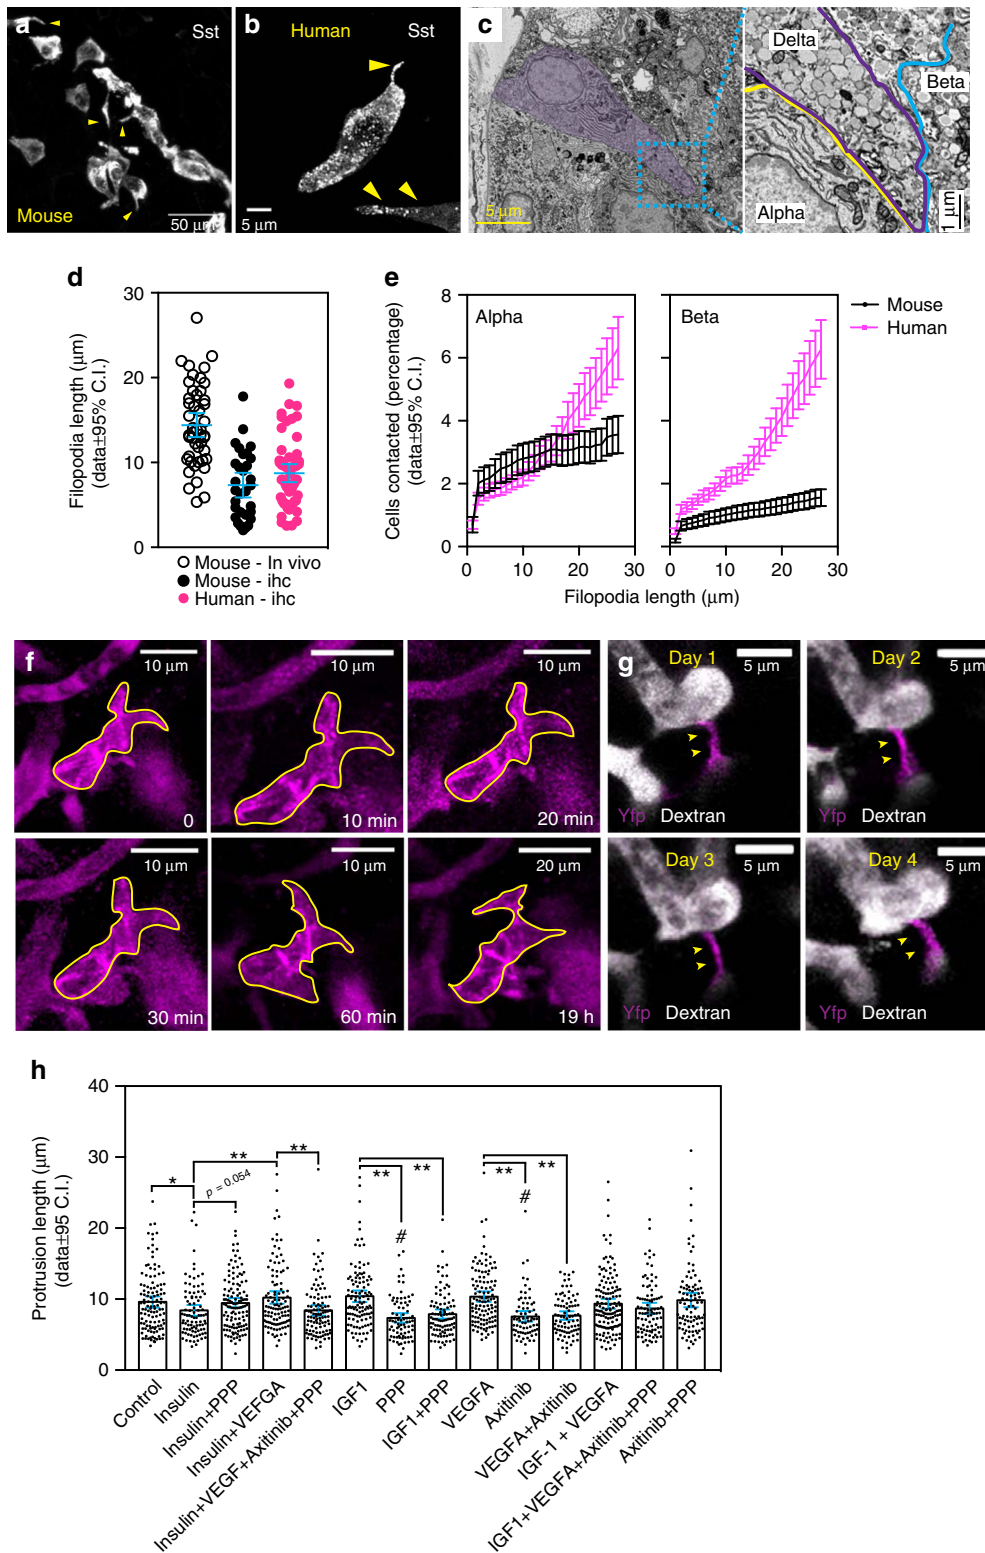 a
Sst
Mouse
50 μm
b
Human
Sst
5 μm
c
5 μm
Delta
Beta
Alpha
1 μm
d
Filopodia length (μm)
(data±95% C.I.)
30
20
10
0
Mouse - In vivo
Mouse - ihc
Human - ihc
e
Cells contacted (percentage)
(data±95% C.I.)
8
6
4
2
0
Alpha
Beta
Mouse
Human
0 10 20 30 0 10 20 30
Filopodia length (μm)
f
10 μm
0
10 μm
10 min
10 μm
20 min
10 μm
30 min
10 μm
60 min
20 μm
19 h
g
Day 1
5 μm
Yfp Dextran
Day 2
5 μm
Yfp Dextran
Day 3
5 μm
Yfp Dextran
Day 4
5 μm
Yfp Dextran
h
Protrusion length (μm)
(data±95 C.I.)
40
30
20
10
0
*
**
p = 0.054
**
**
#
**
**
#
**
Control
Insulin
Insulin+PPP
Insulin+VEFGA
Insulin+VEGF+Axitinib+PPP
IGF1
PPP
IGF1+PPP
VEGFA
Axitinib
VEGFA+Axitinib
IGF-1 + VEGFA
IGF1+VEGFA+Axitinib+PPP
Axitinib+PPP